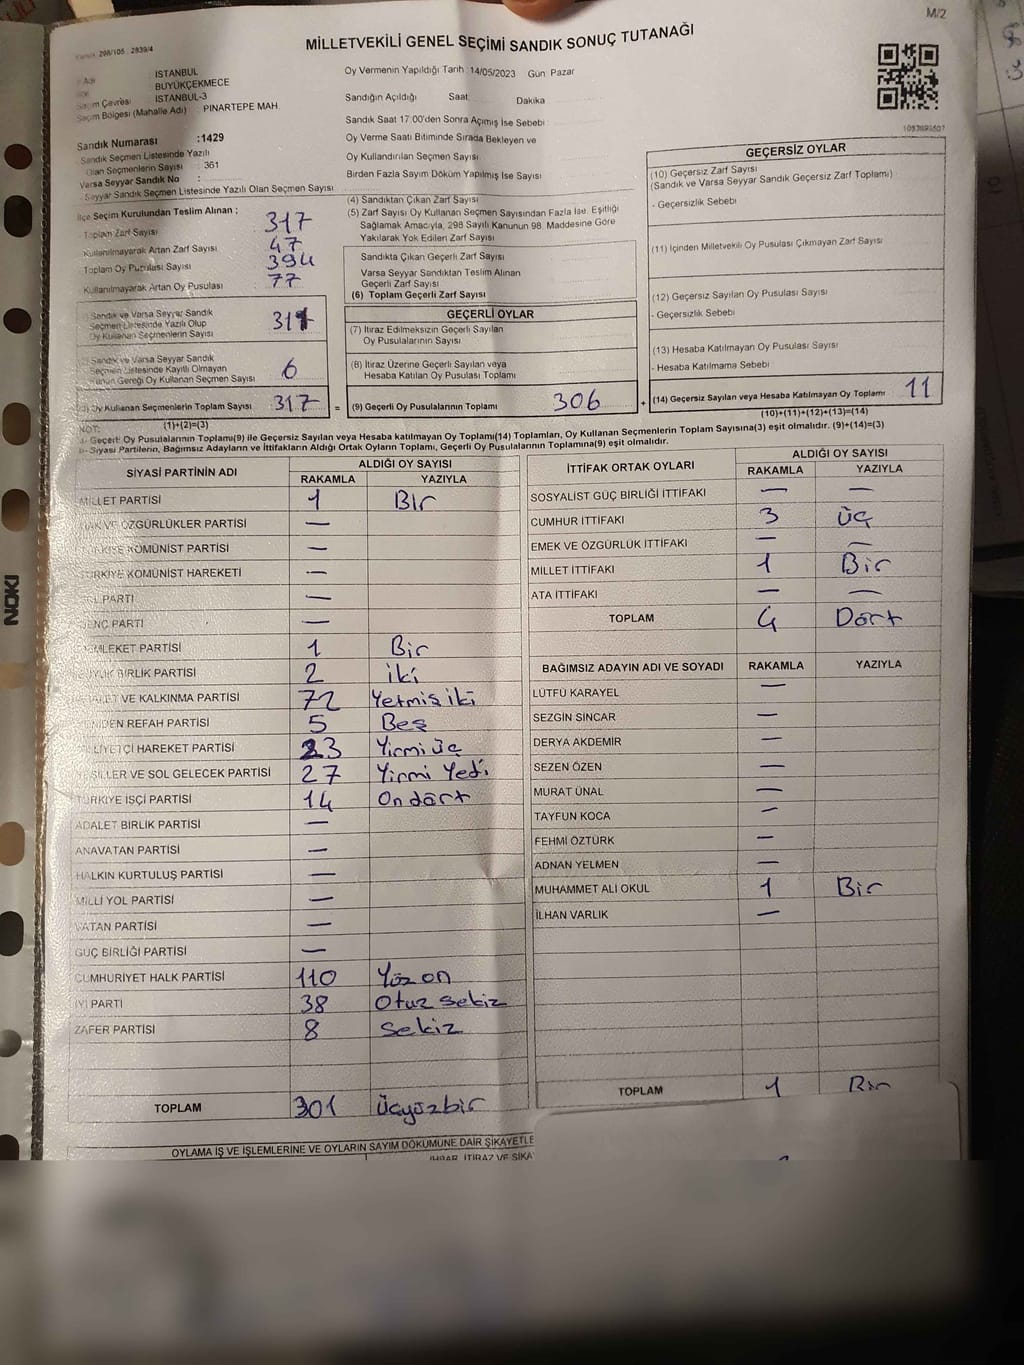 M/2
298/105 2839/4
MİLLETVEKİLİ GENEL SEÇİMİ SANDIK SONUÇ TUTANAĞI
Adı İSTANBUL
BÜYÜKÇEKMECE
Seçim Çevresi İSTANBUL-3
Seçim Bölgesi (Mahalle Adı) PINARTEPE MAH.
Sandık Numarası :1429
Sandık Seçmen Listesinde Yazılı
Olan Seçmenlerin Sayısı : 361
Varsa Seyyar Sandık No :
Seyyar Sandık Seçmen Listesinde Yazılı Olan Seçmen Sayısı
Oy Vermenin Yapıldığı Tarih :14/05/2023 Gün: Pazar
Sandığın Açıldığı Saat Dakika
Sandık Saat 17:00'den Sonra Açımış İse Sebebi
Oy Verme Saati Bitiminde Sırada Bekleyen ve
Oy Kullandırılan Seçmen Sayısı
Birden Fazla Sayım Döküm Yapılmış İse Sayısı
İlçe Seçim Kurulundan Teslim Alınan ;
Toplam Zarf Sayısı 317
Kullanılmayarak Artan Zarf Sayısı 47
Toplam Oy Pusulası Sayısı 394
Kullanılmayarak Artan Oy Pusulası 77
Sandık ve Varsa Seyyar Sandık
Seçmen Listesinde Yazılı Olup
Oy Kullanan Seçmenlerin Sayısı
Sandık ve Varsa Seyyar Sandık
Seçmen Listesinde Kayıtlı Olmayan
Kanun Gereği Oy Kullanan Seçmen Sayısı 6
Oy Kullanan Seçmenlerin Toplam Sayısı 317
(1)+(2)=(3)
(4) Sandıktan Çıkan Zarf Sayısı
(5) Zarf Sayısı Oy Kullanan Seçmen Sayısından Fazla İse, Eşitliği
Sağlamak Amacıyla, 298 Sayılı Kanunun 98. Maddesine Göre
Yakılarak Yok Edilen Zarf Sayısı
Sandıkta Çıkan Geçerli Zarf Sayısı
Varsa Seyyar Sandıktan Teslim Alınan
Geçerli Zarf Sayısı
(6) Toplam Geçerli Zarf Sayısı
GEÇERLİ OYLAR
(7) İtiraz Edilmeksizin Geçerli Sayılan
Oy Pusulalarının Sayısı
(8) İtiraz Üzerine Geçerli Sayılan veya
Hesaba Katılan Oy Pusulası Toplamı
= (9) Geçerli Oy Pusulalarının Toplamı 306
GEÇERSİZ OYLAR
(10) Geçersiz Zarf Sayısı
(Sandık ve Varsa Seyyar Sandık Geçersiz Zarf Toplamı)
- Geçersizlik Sebebi
(11) İçinden Milletvekili Oy Pusulası Çıkmayan Zarf Sayısı
(12) Geçersiz Sayılan Oy Pusulası Sayısı
- Geçersizlik Sebebi
(13) Hesaba Katılmayan Oy Pusulası Sayısı
- Hesaba Katılmama Sebebi
+ (14) Geçersiz Sayılan veya Hesaba Katılmayan Oy Toplamı 11
(10)+(11)+(12)+(13)=(14)
NOT:
a- Geçerli Oy Pusulalarının Toplamı(9) ile Geçersiz Sayılan veya Hesaba katılmayan Oy Toplamı(14) Toplamları, Oy Kullanan Seçmenlerin Toplam Sayısına(3) eşit olmalıdır. (9)+(14)=(3)
b- Siyasi Partilerin, Bağımsız Adayların ve İttifakların Aldığı Ortak Oyların Toplamı, Geçerli Oy Pusulalarının Toplamına(9) eşit olmalıdır.
SİYASİ PARTİNİN ADI ALDIĞI OY SAYISI
RAKAMLA YAZIYLA
MİLLET PARTİSİ 1 Bir
HAK VE ÖZGÜRLÜKLER PARTİSİ —
TÜRKİYE KOMÜNİST PARTİSİ —
TÜRKİYE KOMÜNİST HAREKETİ —
SOL PARTİ —
GENÇ PARTİ —
MEMLEKET PARTİSİ 1 Bir
BÜYÜK BİRLİK PARTİSİ 2 iki
ADALET VE KALKINMA PARTİSİ 72 Yetmiş iki
YENİDEN REFAH PARTİSİ 5 Beş
MİLLİYETÇİ HAREKET PARTİSİ 23 Yirmi üç
YEŞİLLER VE SOL GELECEK PARTİSİ 27 Yirmi Yedi
TÜRKİYE İŞÇİ PARTİSİ 14 On dört
ADALET BİRLİK PARTİSİ —
ANAVATAN PARTİSİ —
HALKIN KURTULUŞ PARTİSİ —
MİLLİ YOL PARTİSİ —
VATAN PARTİSİ —
GÜÇ BİRLİĞİ PARTİSİ —
CUMHURİYET HALK PARTİSİ 110 Yüz on
İYİ PARTİ 38 Otuz sekiz
ZAFER PARTİSİ 8 Sekiz
TOPLAM 301 Üçyüzbir
İTTİFAK ORTAK OYLARI ALDIĞI OY SAYISI
RAKAMLA YAZIYLA
SOSYALİST GÜÇ BİRLİĞİ İTTİFAKI — —
CUMHUR İTTİFAKI 3 üç
EMEK VE ÖZGÜRLÜK İTTİFAKI — —
MİLLET İTTİFAKI 1 Bir
ATA İTTİFAKI — —
TOPLAM 4 Dört
BAĞIMSIZ ADAYIN ADI VE SOYADI RAKAMLA YAZIYLA
LÜTFÜ KARAYEL —
SEZGİN SİNCAR —
DERYA AKDEMİR —
SEZEN ÖZEN —
MURAT ÜNAL —
TAYFUN KOCA —
FEHMİ ÖZTÜRK —
ADNAN YELMEN —
MUHAMMET ALİ OKUL 1 Bir
İLHAN VARLIK —
TOPLAM 1 Bir
OYLAMA İŞ VE İŞLEMLERİNE VE OYLARIN SAYIM DÖKÜMÜNE DAİR ŞİKAYETLE
İHBAR, İTİRAZ VE ŞİKA
NOKI